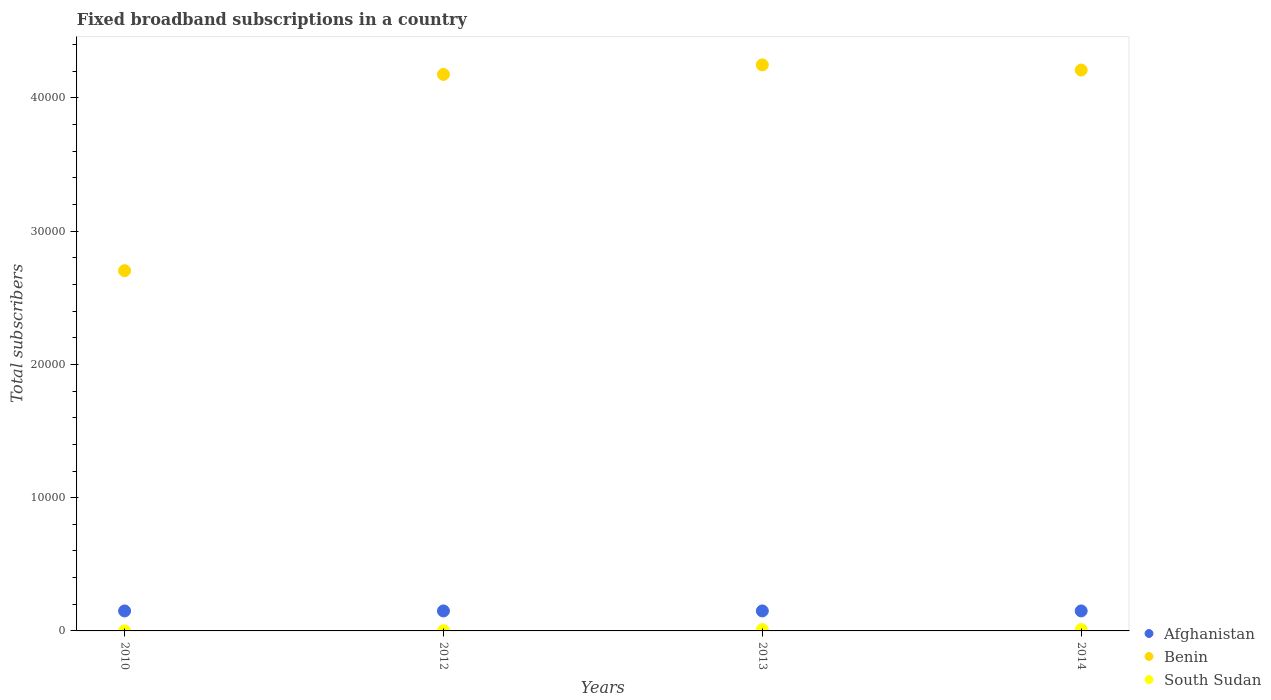 Fixed broadband subscriptions in a country
Total subscribers
40000
30000
20000
10000
0
2010
2012
2013
2014
Years
Afghanistan
Benin
South Sudan